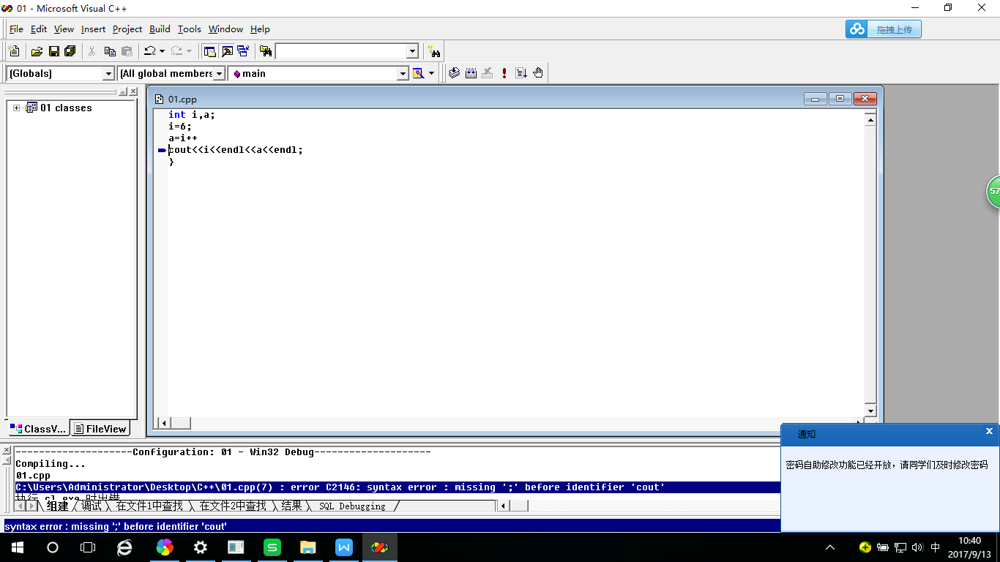 01 - Microsoft Visual C++
File Edit View Insert Project Build Tools Window Help
拖拽上传
(Globals) (All global members main
01 classes
01.cpp
int i,a;
i=6;
a=i++
cout<<i<<endl<<a<<endl;
}
57
ClassV... FileView
--------------------Configuration: 01 - Win32 Debug--------------------
Compiling...
01.cpp
C:\Users\Administrator\Desktop\C++\01.cpp(7) : error C2146: syntax error : missing ';' before identifier 'cout'
执行 cl.exe 时出错
组建 调试 在文件1中查找 在文件2中查找 结果 SQL Debugging
syntax error : missing ';' before identifier 'cout'
通知
密码自助修改功能已经开放，请同学们及时修改密码
中
10:40
2017/9/13